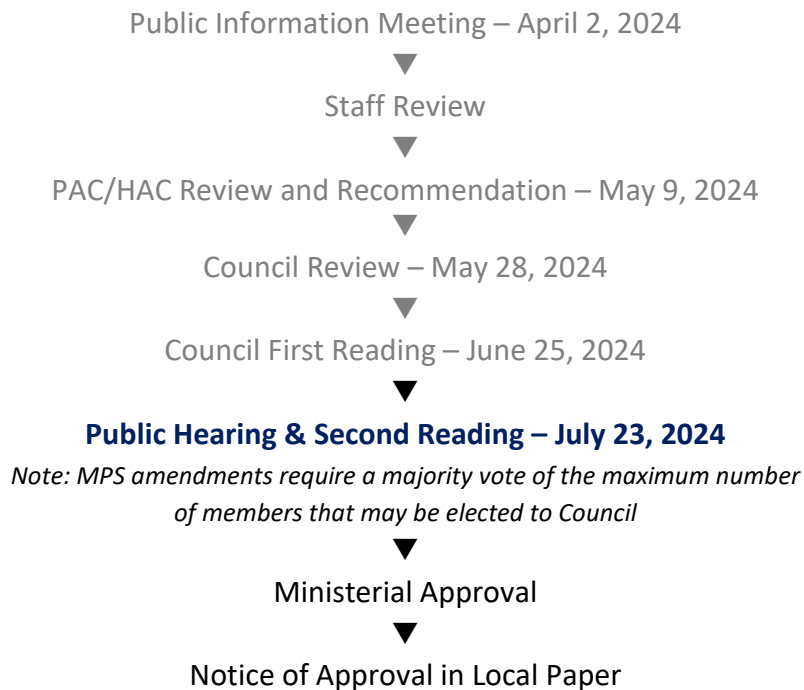 Public Information Meeting – April 2, 2024
Staff Review
PAC/HAC Review and Recommendation – May 9, 2024
Council Review – May 28, 2024
Council First Reading – June 25, 2024
Public Hearing & Second Reading – July 23, 2024
Note: MPS amendments require a majority vote of the maximum number
of members that may be elected to Council
Ministerial Approval
Notice of Approval in Local Paper